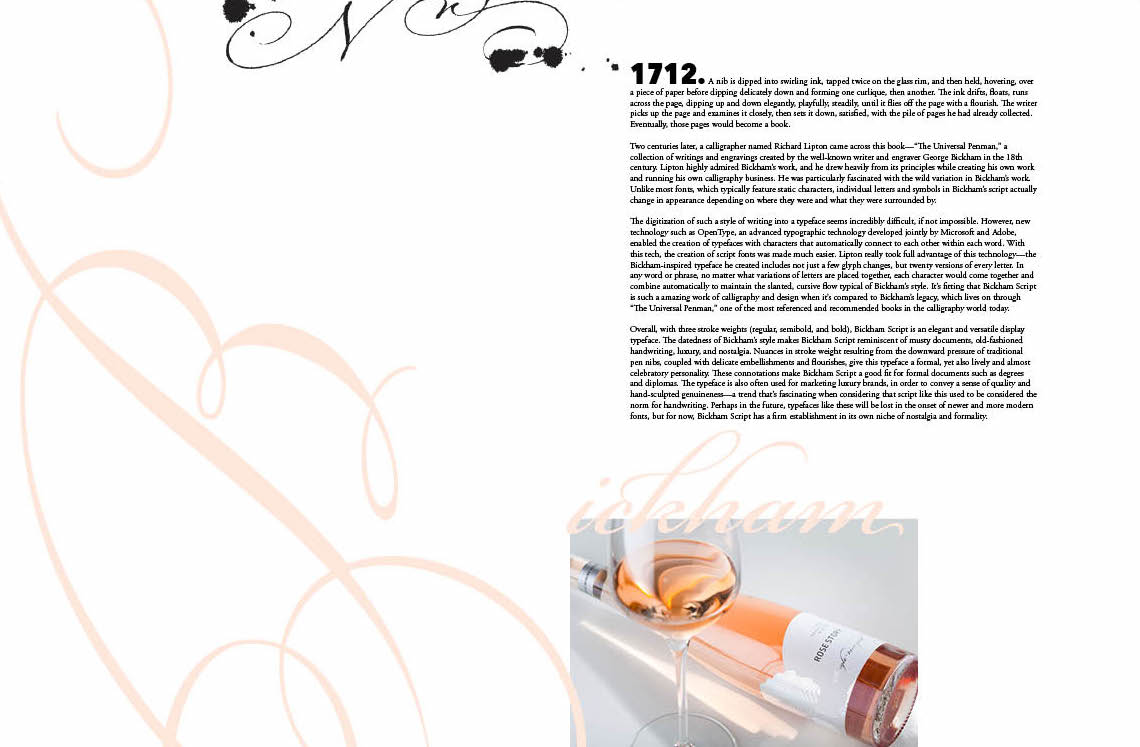 1712. A nib is dipped into swirling ink, tapped twice on the glass rim, and then held, hovering, over
a piece of paper before dipping delicately down and forming one curlique, then another. The ink drifts, floats, runs
across the page, dipping up and down elegantly, playfully, steadily, until it flies off the page with a flourish. The writer
picks up the page and examines it closely, then sets it down, satisfied, with the pile of pages he had already collected.
Eventually, those pages would become a book.
Two centuries later, a calligrapher named Richard Lipton came across this book—“The Universal Penman,” a
collection of writings and engravings created by the well-known writer and engraver George Bickham in the 18th
century. Lipton highly admired Bickham’s work, and he drew heavily from its principles while creating his own work
and running his own calligraphy business. He was particularly fascinated with the wild variation in Bickham’s work.
Unlike most fonts, which typically feature static characters, individual letters and symbols in Bickham’s script actually
change in appearance depending on where they were and what they were surrounded by.
The digitization of such a style of writing into a typeface seems incredibly difficult, if not impossible. However, new
technology such as OpenType, an advanced typographic technology developed jointly by Microsoft and Adobe,
enabled the creation of typefaces with characters that automatically connect to each other within each word. With
this tech, the creation of script fonts was made much easier. Lipton really took full advantage of this technology—the
Bickham-inspired typeface he created includes not just a few glyph changes, but twenty versions of every letter. In
any word or phrase, no matter what variations of letters are placed together, each character would come together and
combine automatically to maintain the slanted, cursive flow typical of Bickham’s style. It’s fitting that Bickham Script
is such a amazing work of calligraphy and design when it’s compared to Bickham’s legacy, which lives on through
“The Universal Penman,” one of the most referenced and recommended books in the calligraphy world today.
Overall, with three stroke weights (regular, semibold, and bold), Bickham Script is an elegant and versatile display
typeface. The datedness of Bickham’s style makes Bickham Script reminiscent of musty documents, old-fashioned
handwriting, luxury, and nostalgia. Nuances in stroke weight resulting from the downward pressure of traditional
pen nibs, coupled with delicate embellishments and flourishes, give this typeface a formal, yet also lively and almost
celebratory personality. These connotations make Bickham Script a good fit for formal documents such as degrees
and diplomas. The typeface is also often used for marketing luxury brands, in order to convey a sense of quality and
hand-sculpted genuineness—a trend that’s fascinating when considering that script like this used to be considered the
norm for handwriting. Perhaps in the future, typefaces like these will be lost in the onset of newer and more modern
fonts, but for now, Bickham Script has a firm establishment in its own niche of nostalgia and formality.
ickham
ROSE STORY